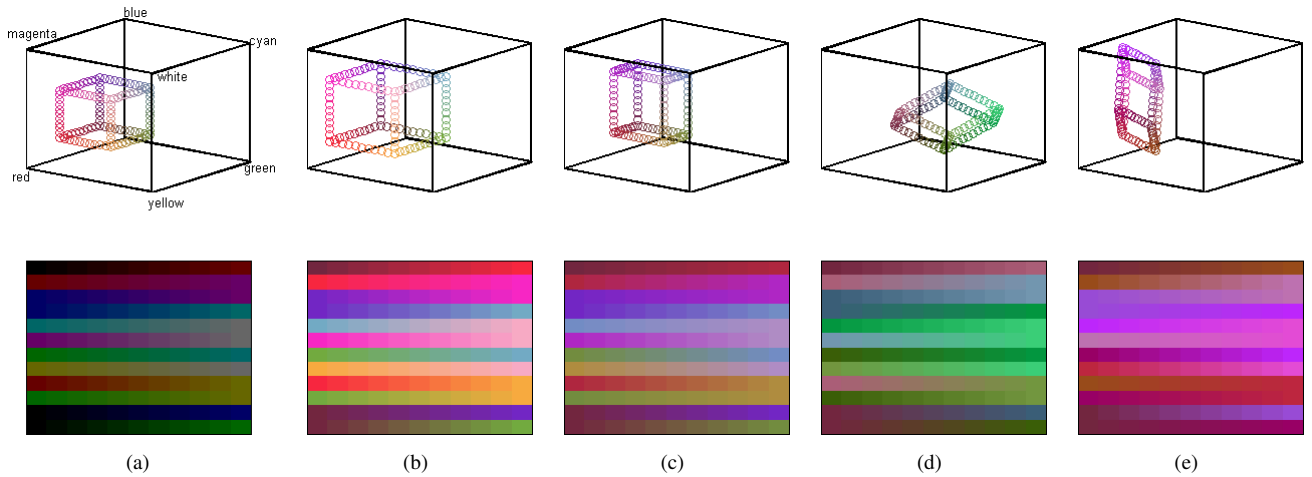 blue
magenta
cyan
white
red
green
yellow
(a) (b) (c) (d) (e)